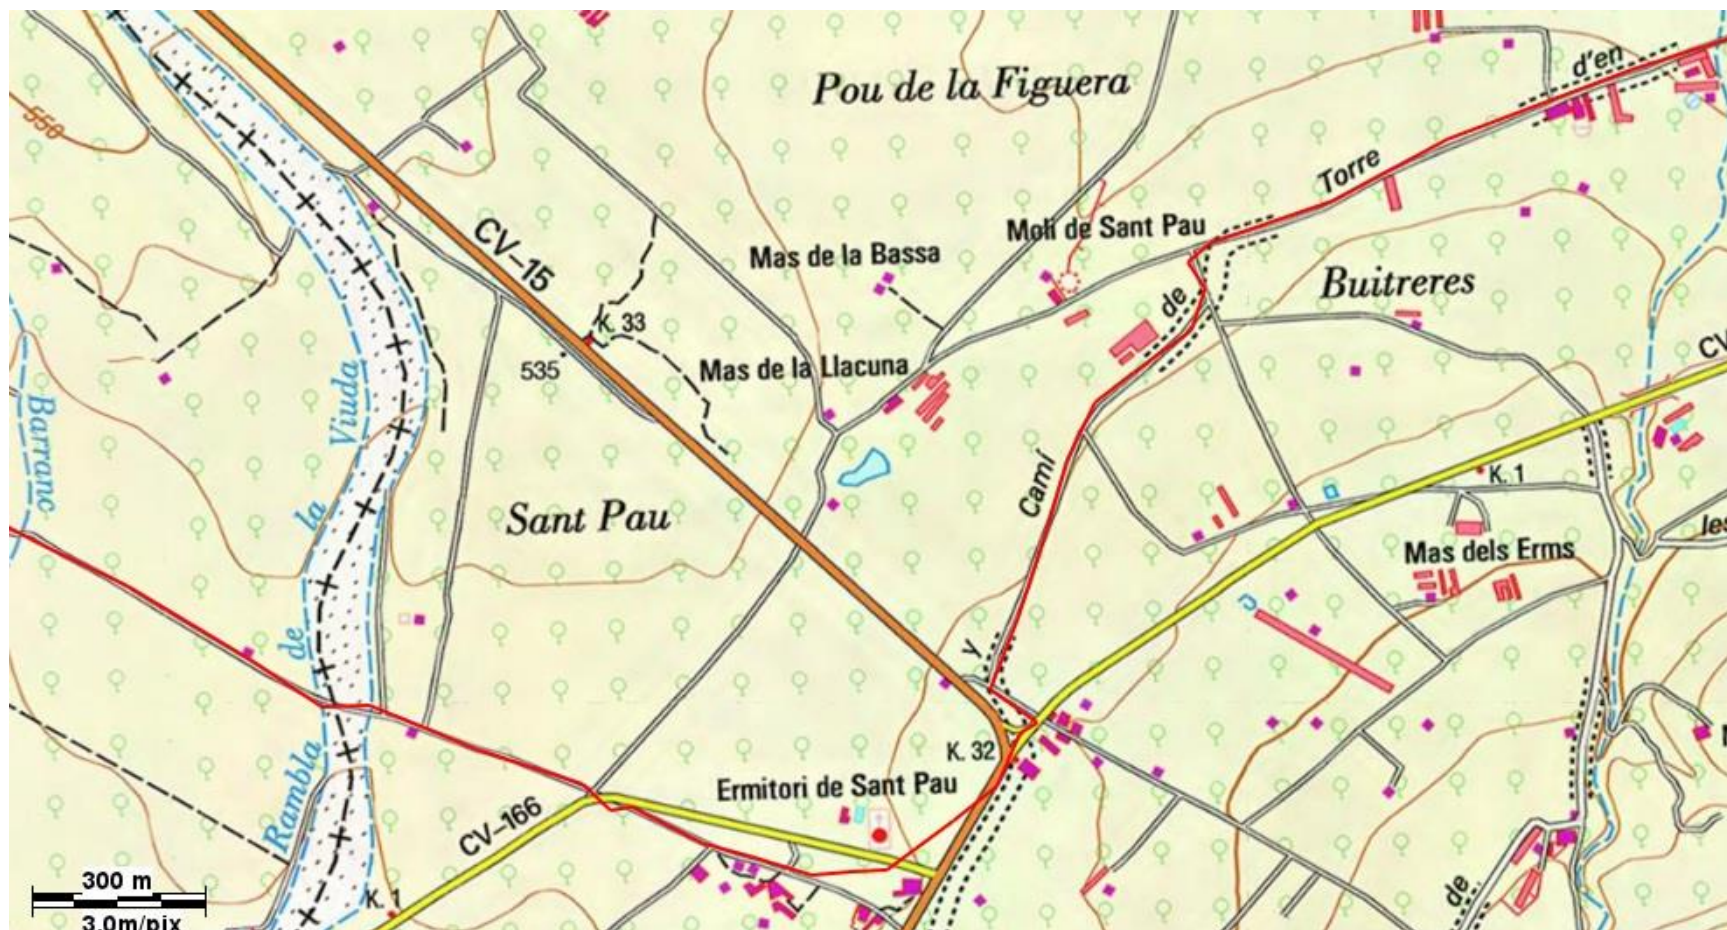 550
CV-15
K. 33
535
Pou de la Figuera
d'en
Torre
Molí de Sant Pau
Mas de la Bassa
de
Buitreres
Mas de la Llacuna
CV
Barranc
Viuda
la
de
Rambla
Sant Pau
Camí
y
K. 1
Mas dels Erms
les
K. 32
Ermitori de Sant Pau
CV-166
K. 1
de
300 m
3.0m/pix